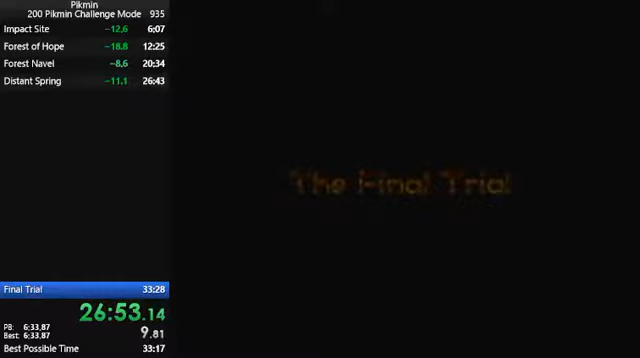 Pikmin
200 Pikmin Challenge Mode 935
Impact Site -12.6 6:07
Forest of Hope -18.8 12:25
Forest Navel -8.6 20:34
Distant Spring -11.1 26:43
The Final Trial
Final Trial 33:28
26:53.14
PB: 6:33.87
Best: 6:33.87
9.81
Best Possible Time 33:17